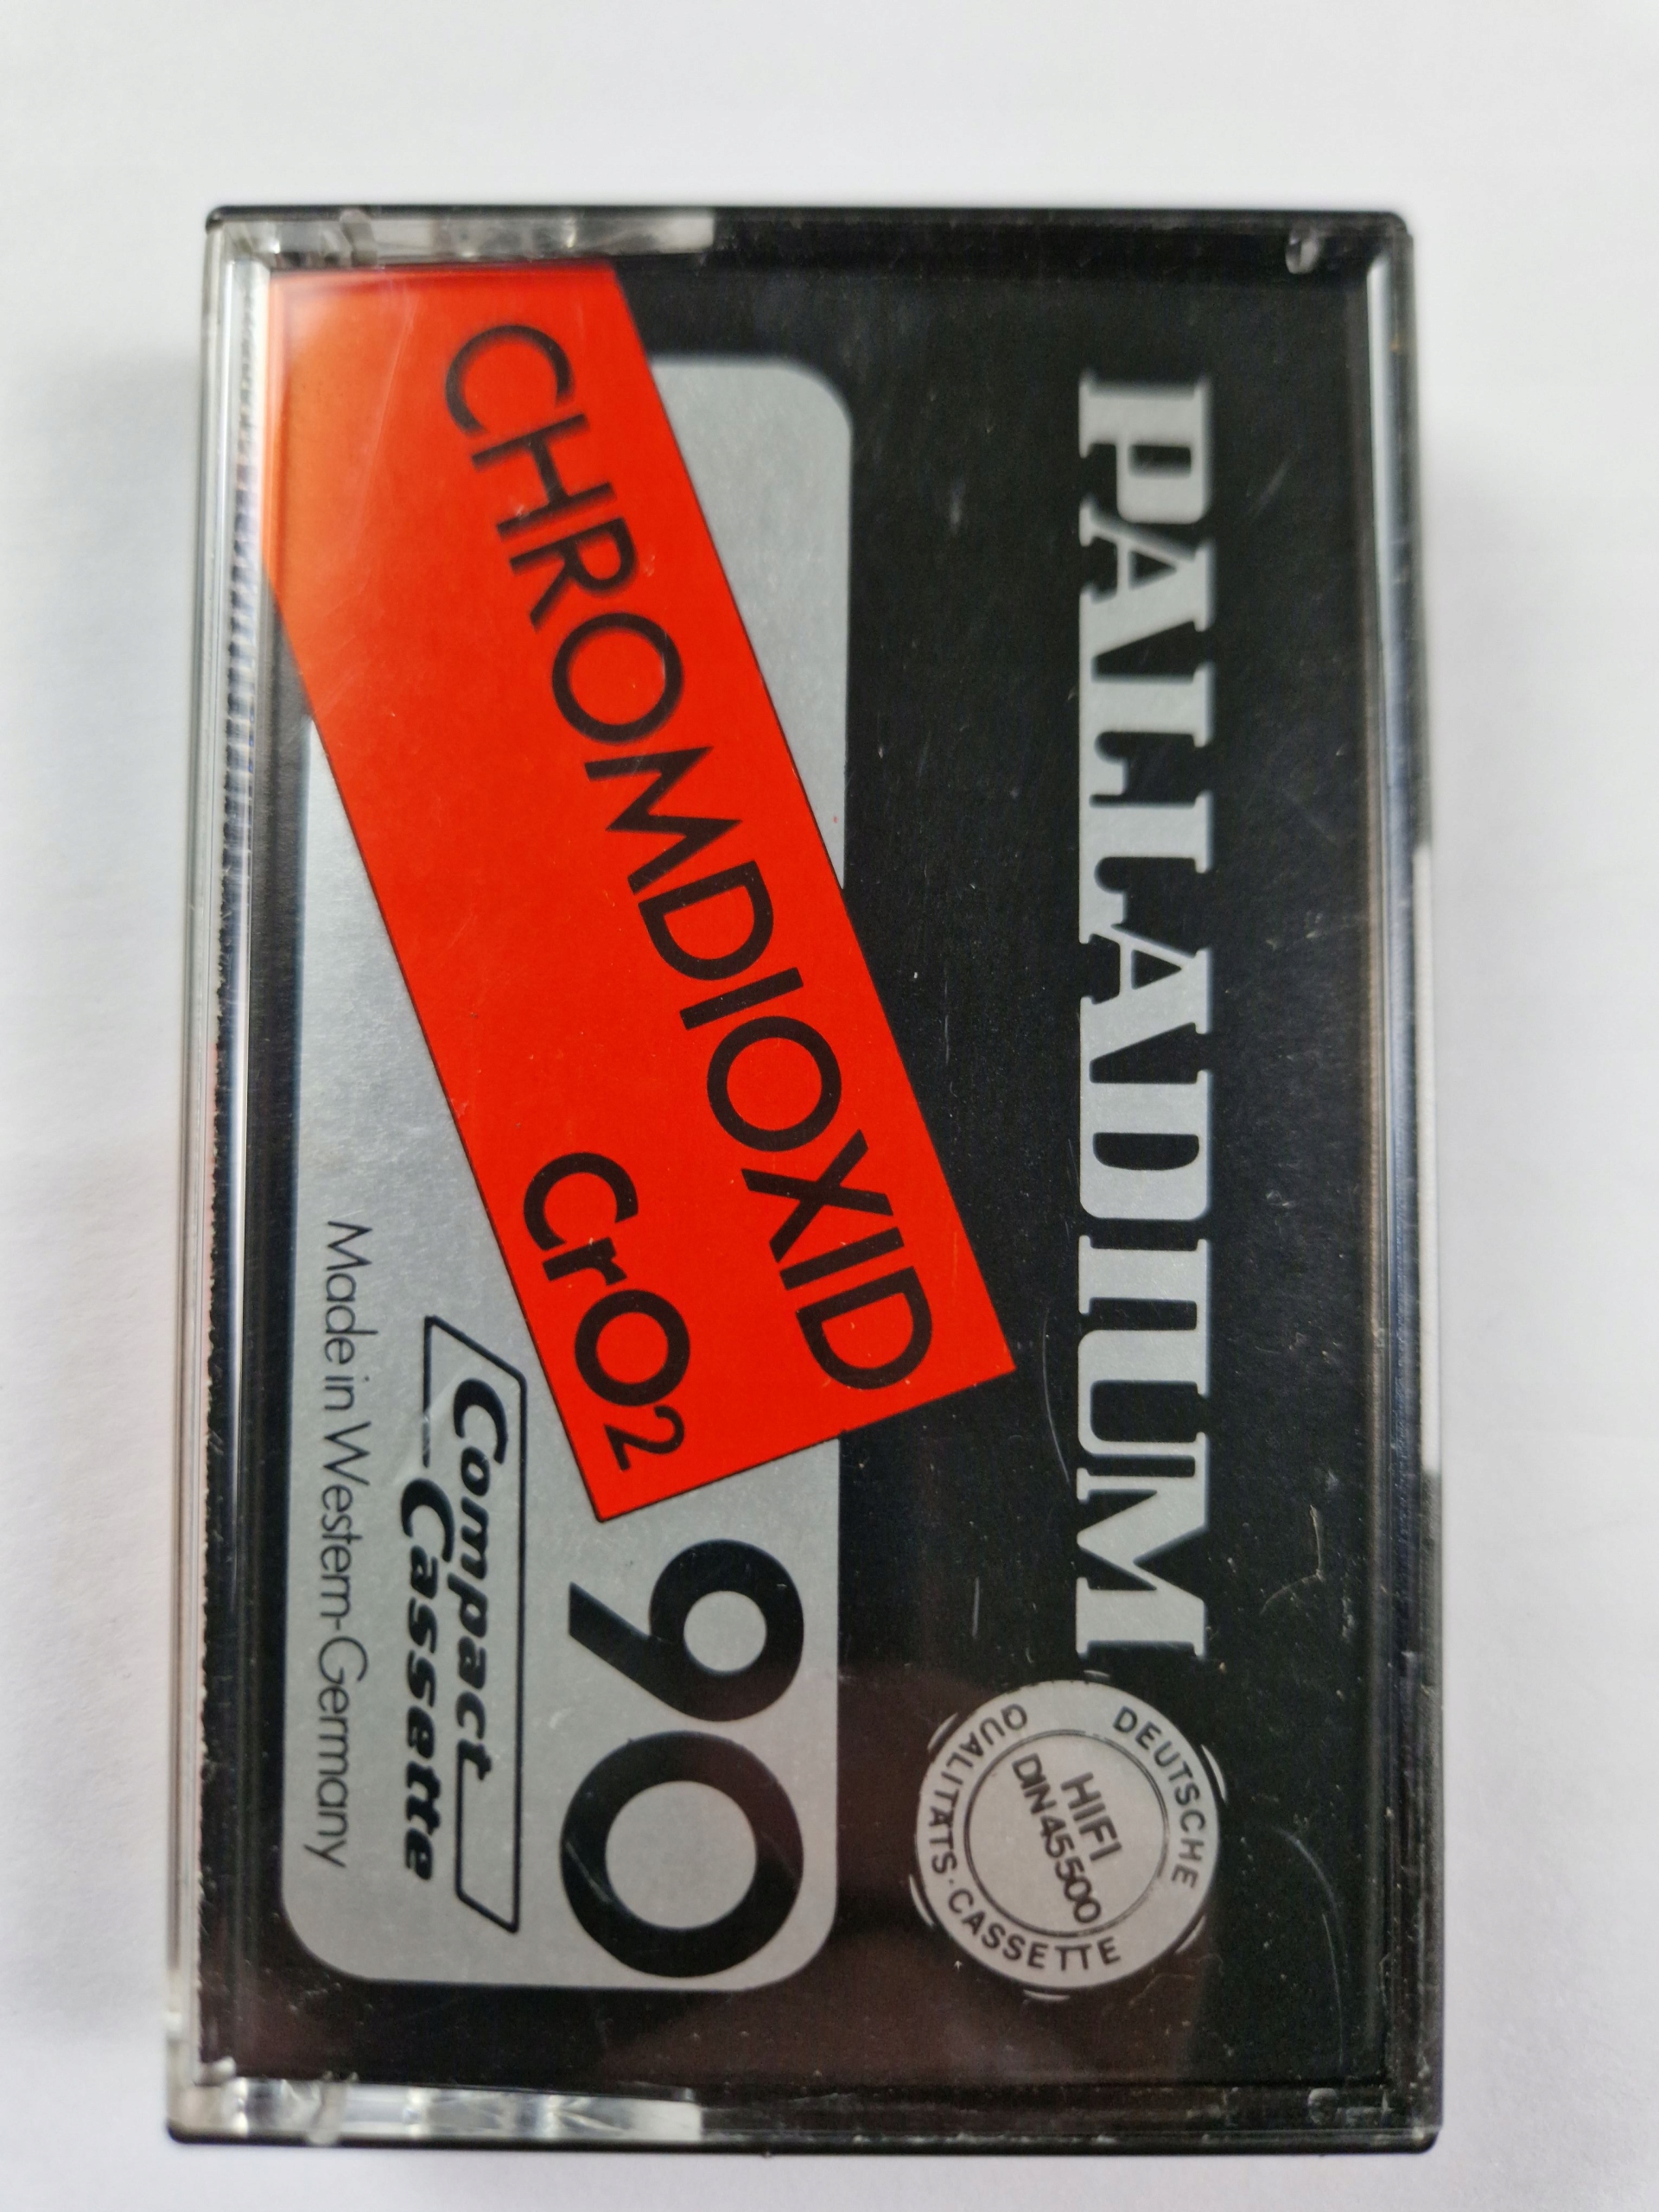 PALLADIUM
DEUTSCHE
QUALITÄTS·CASSETTE
HIFI
DIN 45500
CHROMDIOXID
CrO2
90
Compact
Cassette
Made in Western-Germany